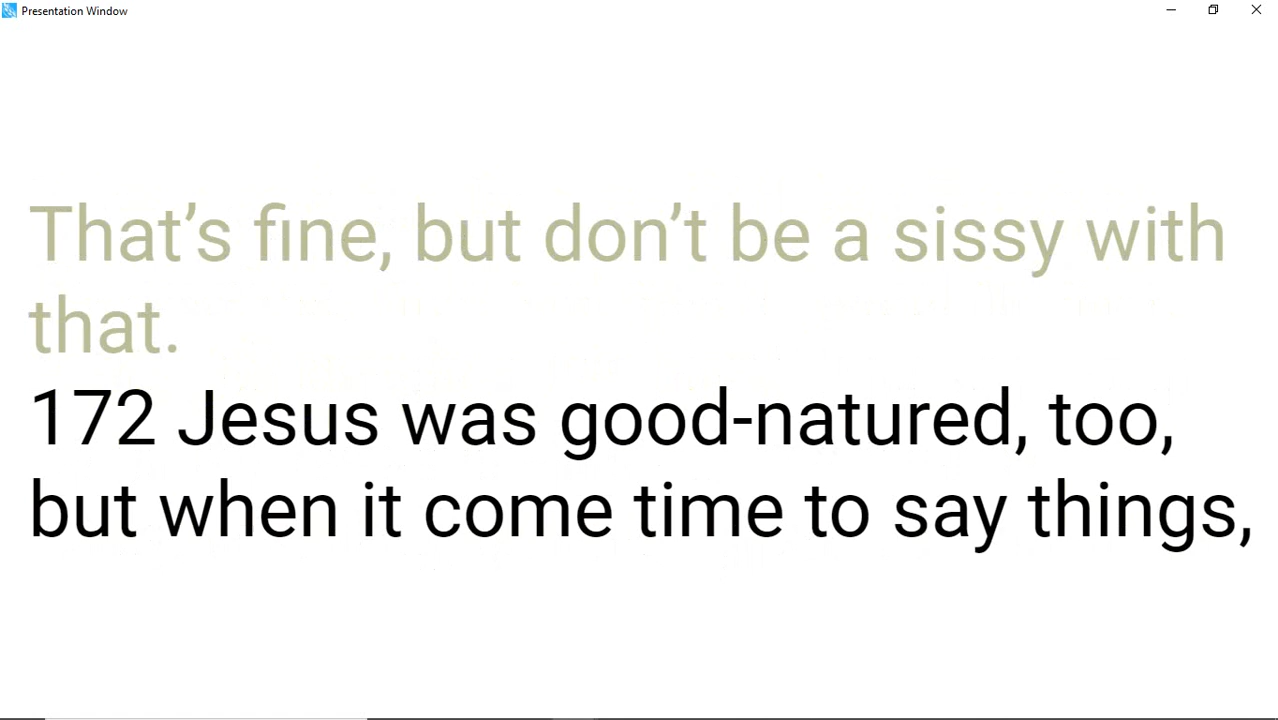 Presentation Window
That’s fine, but don’t be a sissy with
that.
172 Jesus was good-natured, too,
but when it come time to say things,